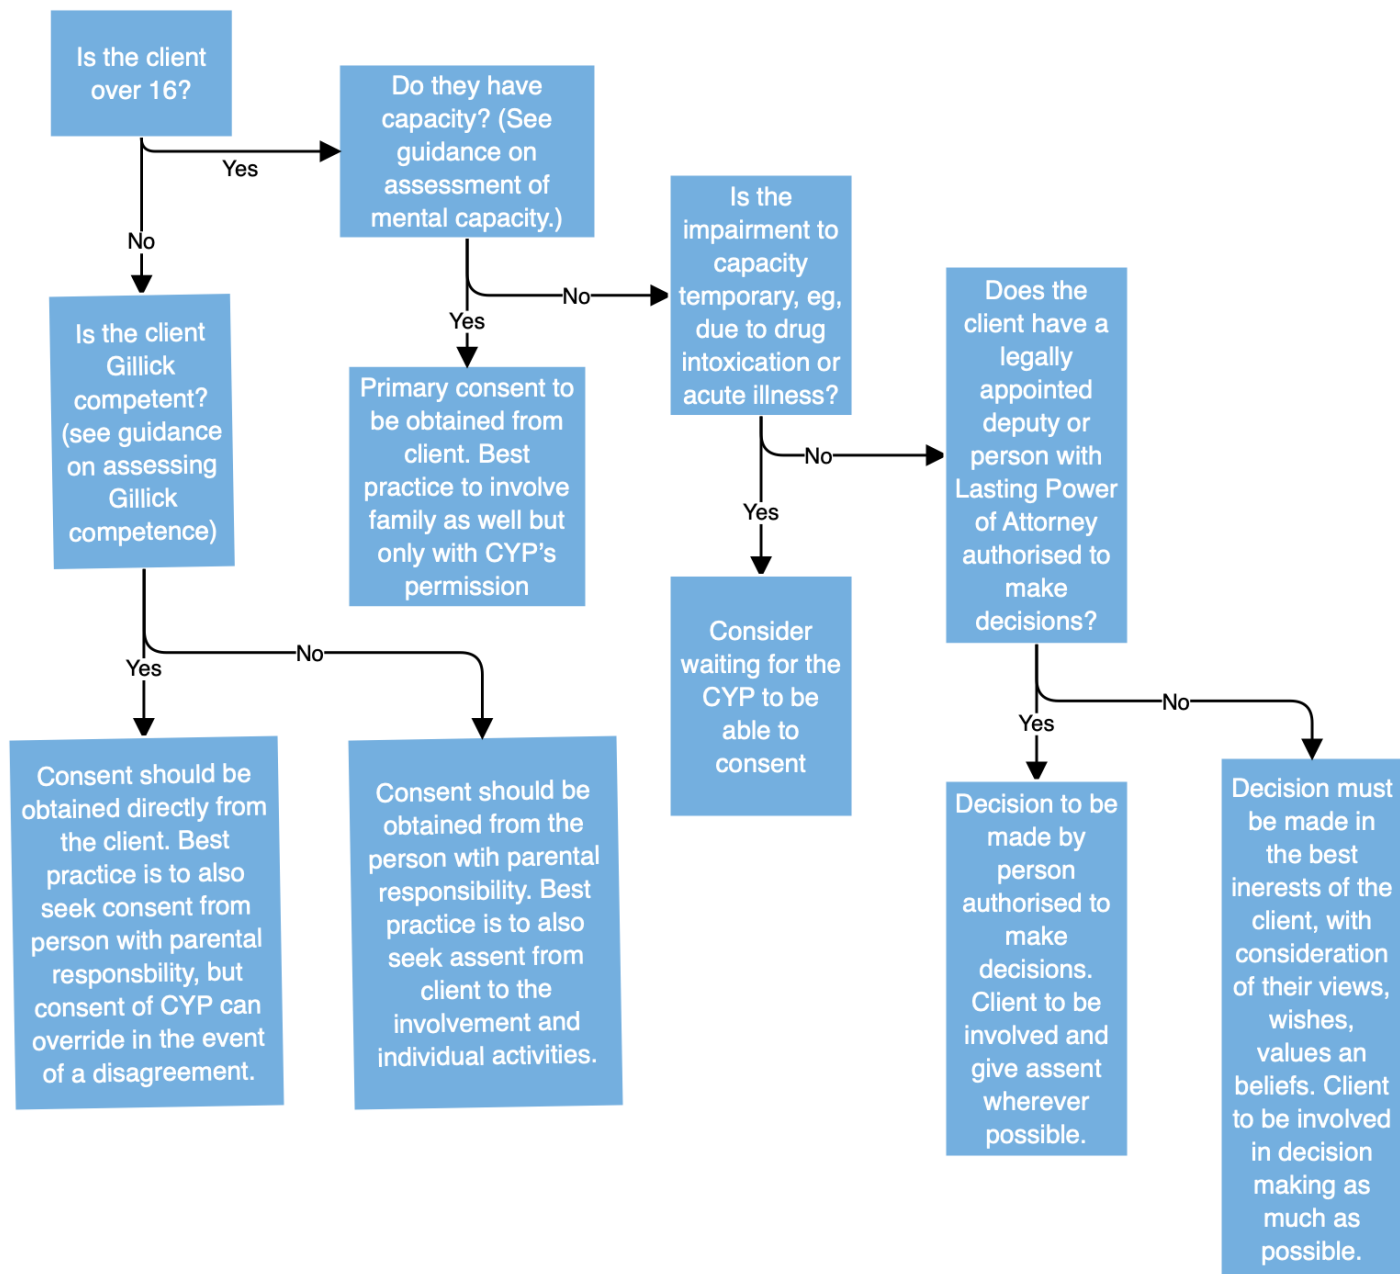 Is the client
over 16?
Yes
No
Do they have
capacity? (See
guidance on
assessment of
mental capacity.)
No
Yes
Is the
impairment to
capacity
temporary, eg,
due to drug
intoxication or
acute illness?
No
Yes
Does the
client have a
legally
appointed
deputy or
person with
Lasting Power
of Attorney
authorised to
make
decisions?
No
Yes
Is the client
Gillick
competent?
(see guidance
on assessing
Gillick
competence)
No
Yes
Primary consent to
be obtained from
client. Best
practice to involve
family as well but
only with CYP's
permission
Consider
waiting for the
CYP to be
able to
consent
Consent should be
obtained directly from
the client. Best
practice is to also
seek consent from
person with parental
responsbility, but
consent of CYP can
override in the event
of a disagreement.
Consent should be
obtained from the
person wtih parental
responsibility. Best
practice is to also
seek assent from
client to the
involvement and
individual activities.
Decision to be
made by
person
authorised to
make
decisions.
Client to be
involved and
give assent
wherever
possible.
Decision must
be made in
the best
inerests of the
client, with
consideration
of their views,
wishes,
values an
beliefs. Client
to be involved
in decision
making as
much as
possible.